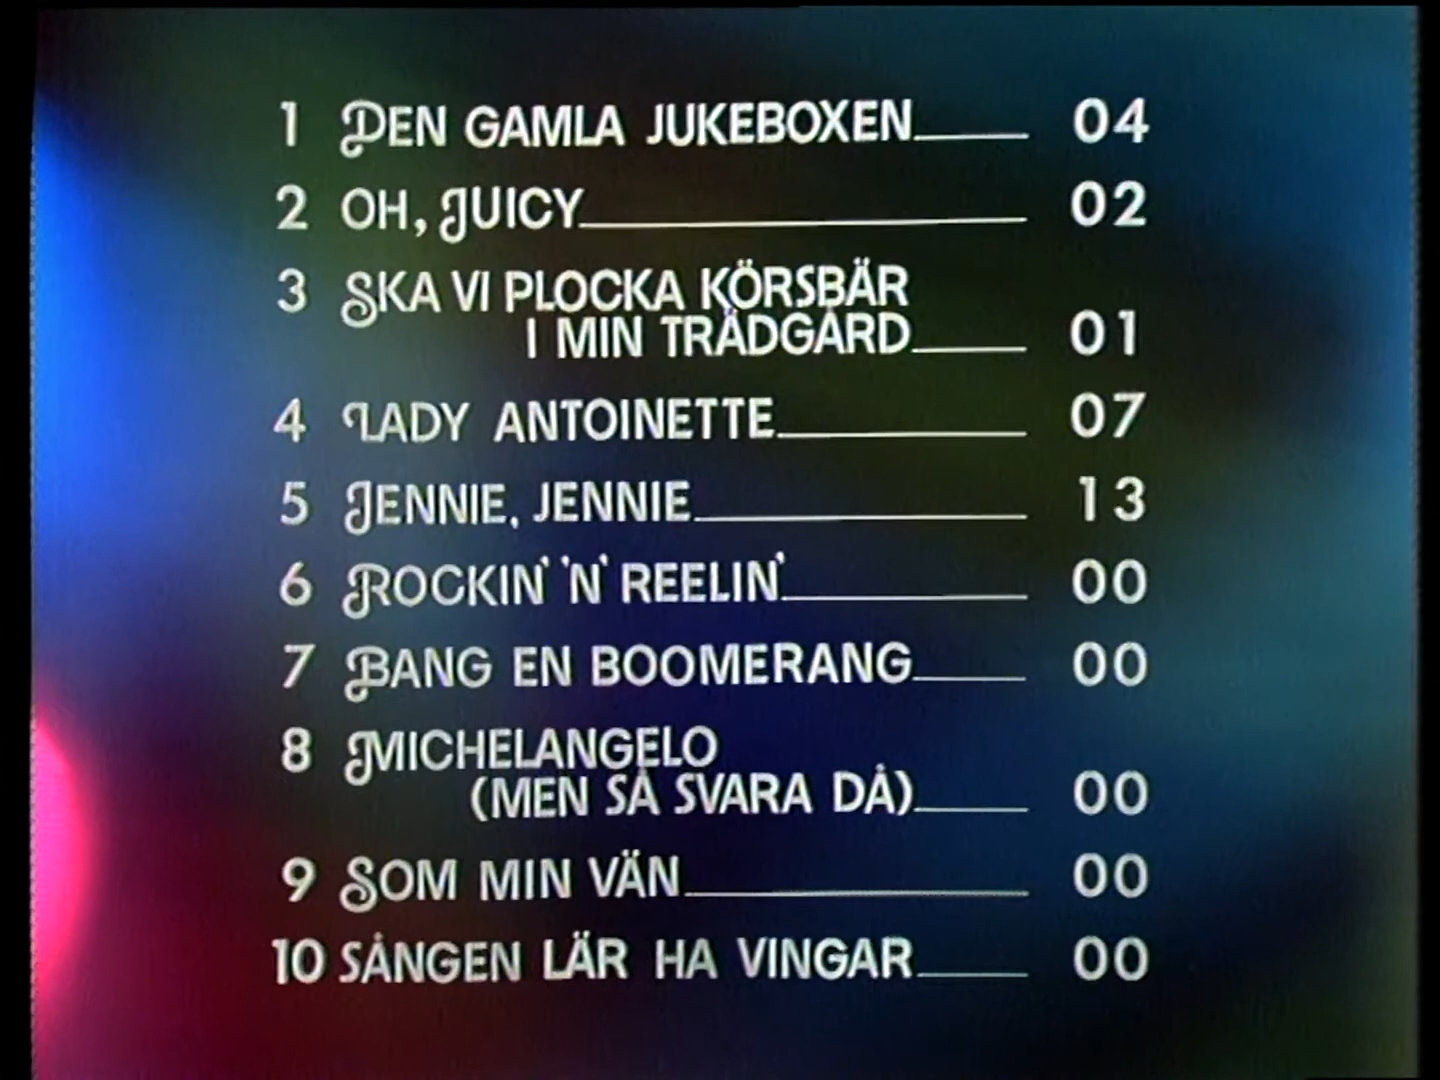 1 DEN GAMLA JUKEBOXEN 04
2 OH, JUICY 02
3 SKA VI PLOCKA KÖRSBÄR
I MIN TRÄDGÅRD 01
4 LADY ANTOINETTE 07
5 JENNIE, JENNIE 13
6 ROCKIN' 'N' REELIN' 00
7 BANG EN BOOMERANG 00
8 MICHELANGELO
(MEN SÅ SVARA DÅ) 00
9 SOM MIN VÄN 00
10 SÅNGEN LÄR HA VINGAR 00